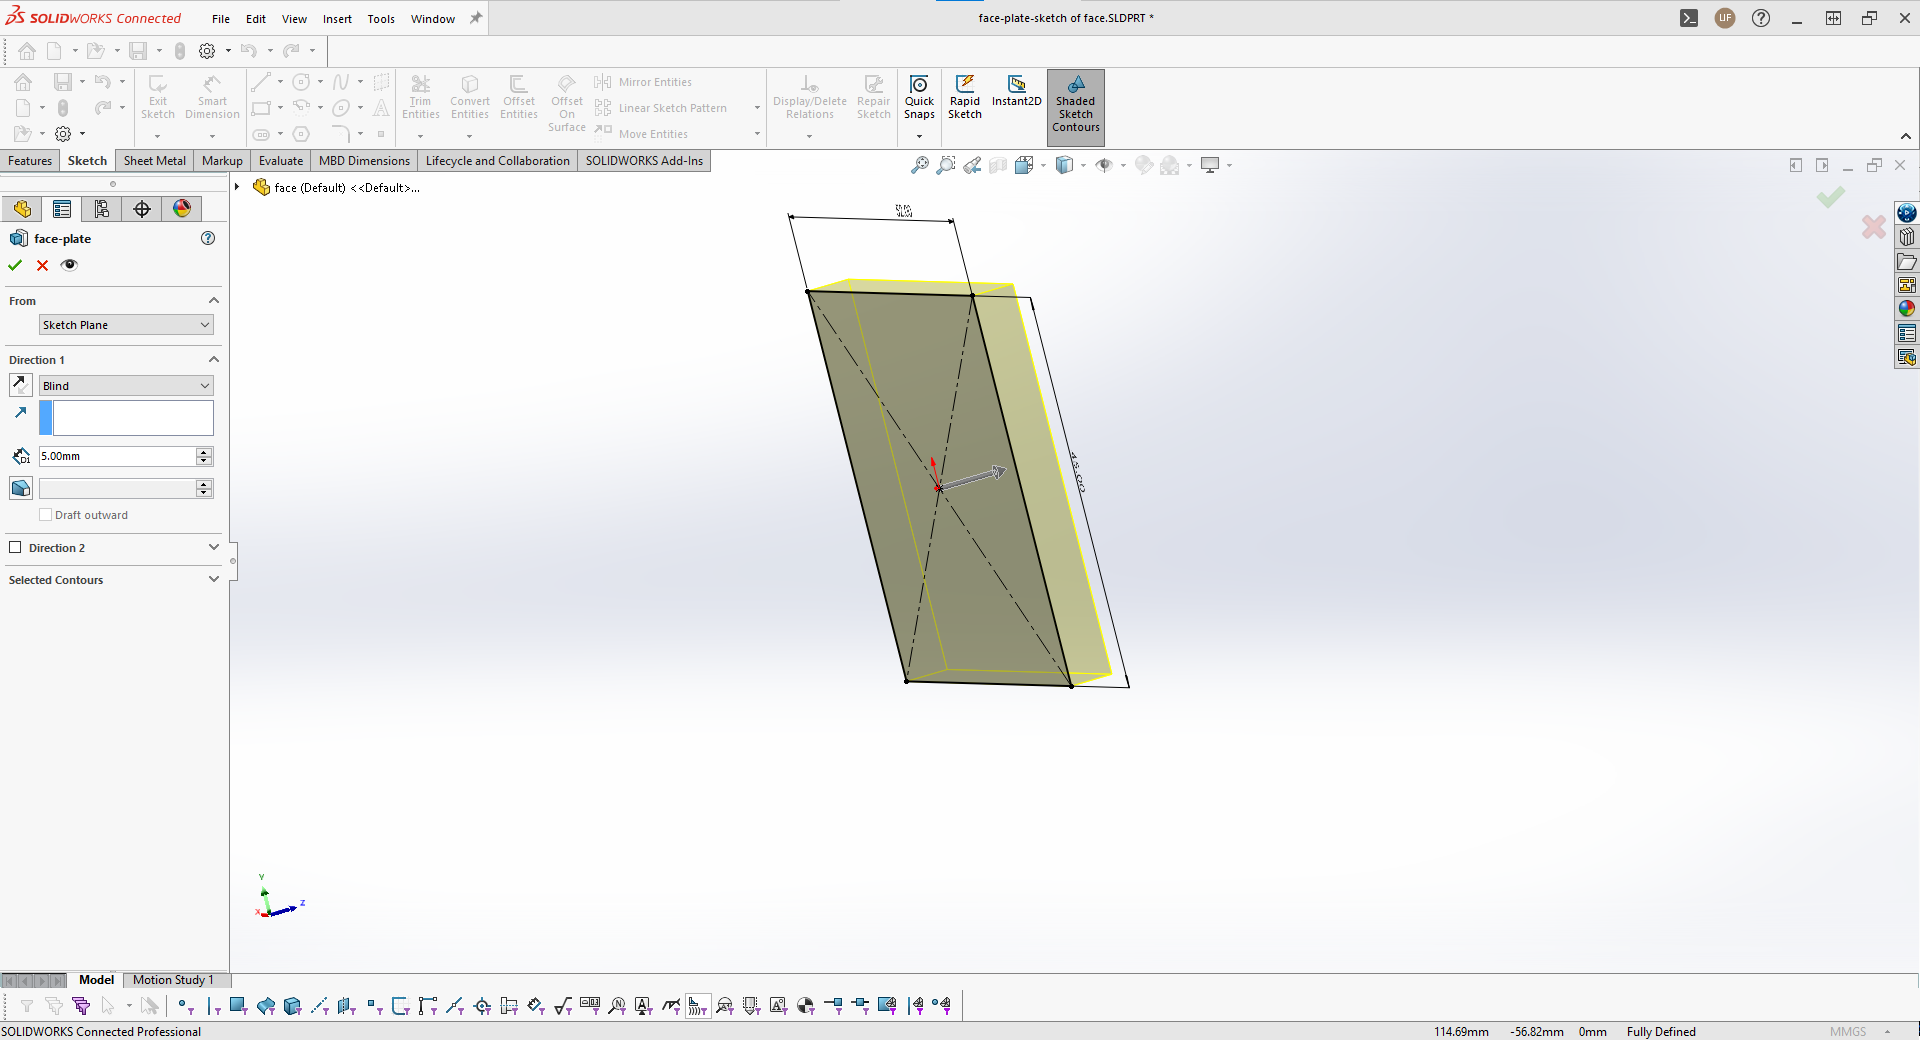 SOLIDWORKS Connected
File Edit View Insert Tools Window
face-plate-sketch of face.SLDPRT *
UF
Exit Sketch
Smart Dimension
Trim Entities
Convert Entities
Offset Entities
Offset On Surface
Mirror Entities
Linear Sketch Pattern
Move Entities
Display/Delete Relations
Repair Sketch
Quick Snaps
Rapid Sketch
Instant2D
Shaded Sketch Contours
Features Sketch Sheet Metal Markup Evaluate MBD Dimensions Lifecycle and Collaboration SOLIDWORKS Add-Ins
face (Default) <<Default>...
face-plate
From
Sketch Plane
Direction 1
Blind
D1
5.00mm
Draft outward
Direction 2
Selected Contours
Y
X
Z
Model Motion Study 1
SOLIDWORKS Connected Professional
114.69mm -56.82mm 0mm Fully Defined MMGS